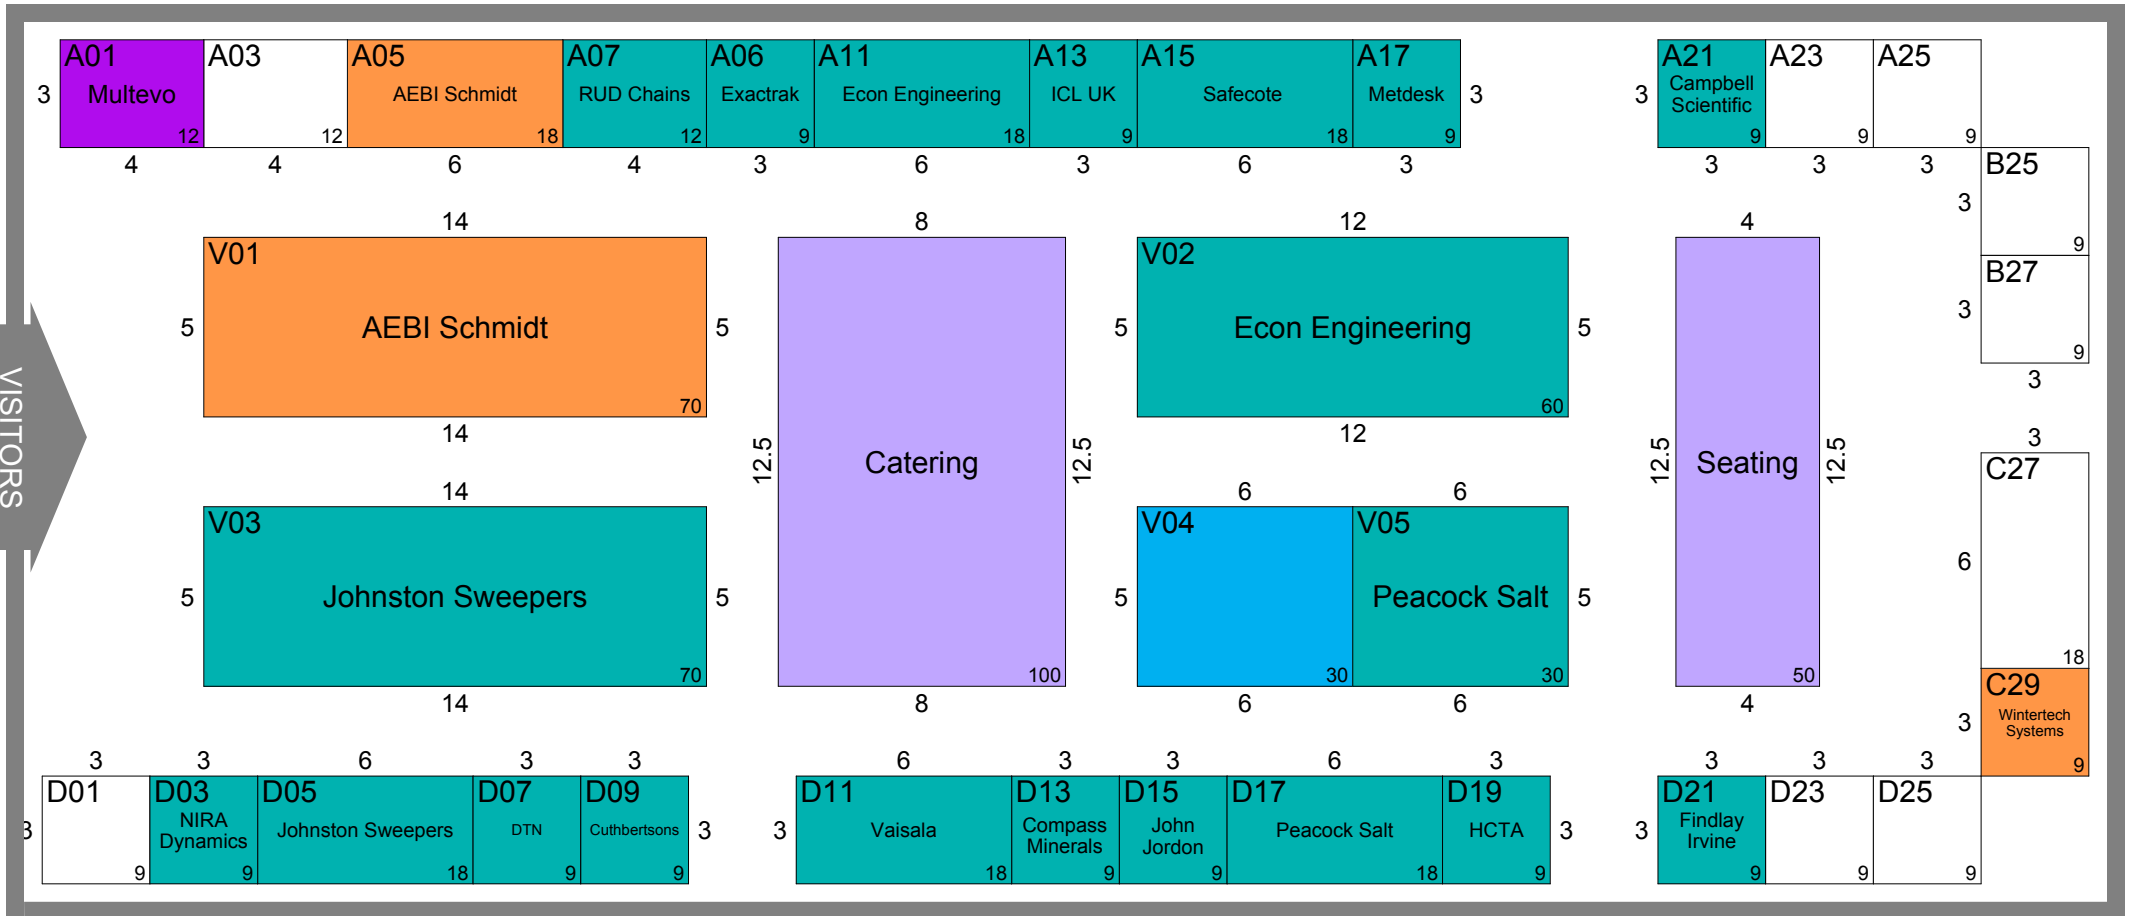 A01 A03 A05 A07 A06 A11 A13 A15 A17 A21 A23 A25
3 Multevo AEBI Schmidt RUD Chains Exactrak Econ Engineering ICL UK Safecote Metdesk 3 3 Campbell
Scientific
12 12 18 12 9 18 9 18 9 9 9 9
4 4 6 4 3 6 3 6 3 3 3 3
B25
3
9
B27
3
9
3
14 8 12 4
V01 V02
5 AEBI Schmidt 5 5 Econ Engineering 5
70 60
14 12
VISITORS
12.5 Catering 12.5 12.5 Seating 12.5
100 50
8 4
14 6 6
V03 V04 V05
5 Johnston Sweepers 5 5 Peacock Salt 5
70 30 30
14 6 6
3
C27
6
18
C29
3 Wintertech
Systems
9
3 3 6 3 3 6 3 3 6 3 3 3 3
D01 D03 D05 D07 D09 D11 D13 D15 D17 D19 D21 D23 D25
3 NIRA
Dynamics
Johnston Sweepers DTN Cuthbertsons 3 3 Vaisala
Compass
Minerals
John
Jordon
Peacock Salt HCTA 3 3
Findlay
Irvine
9 9 18 9 9 18 9 9 18 9 9 9 9